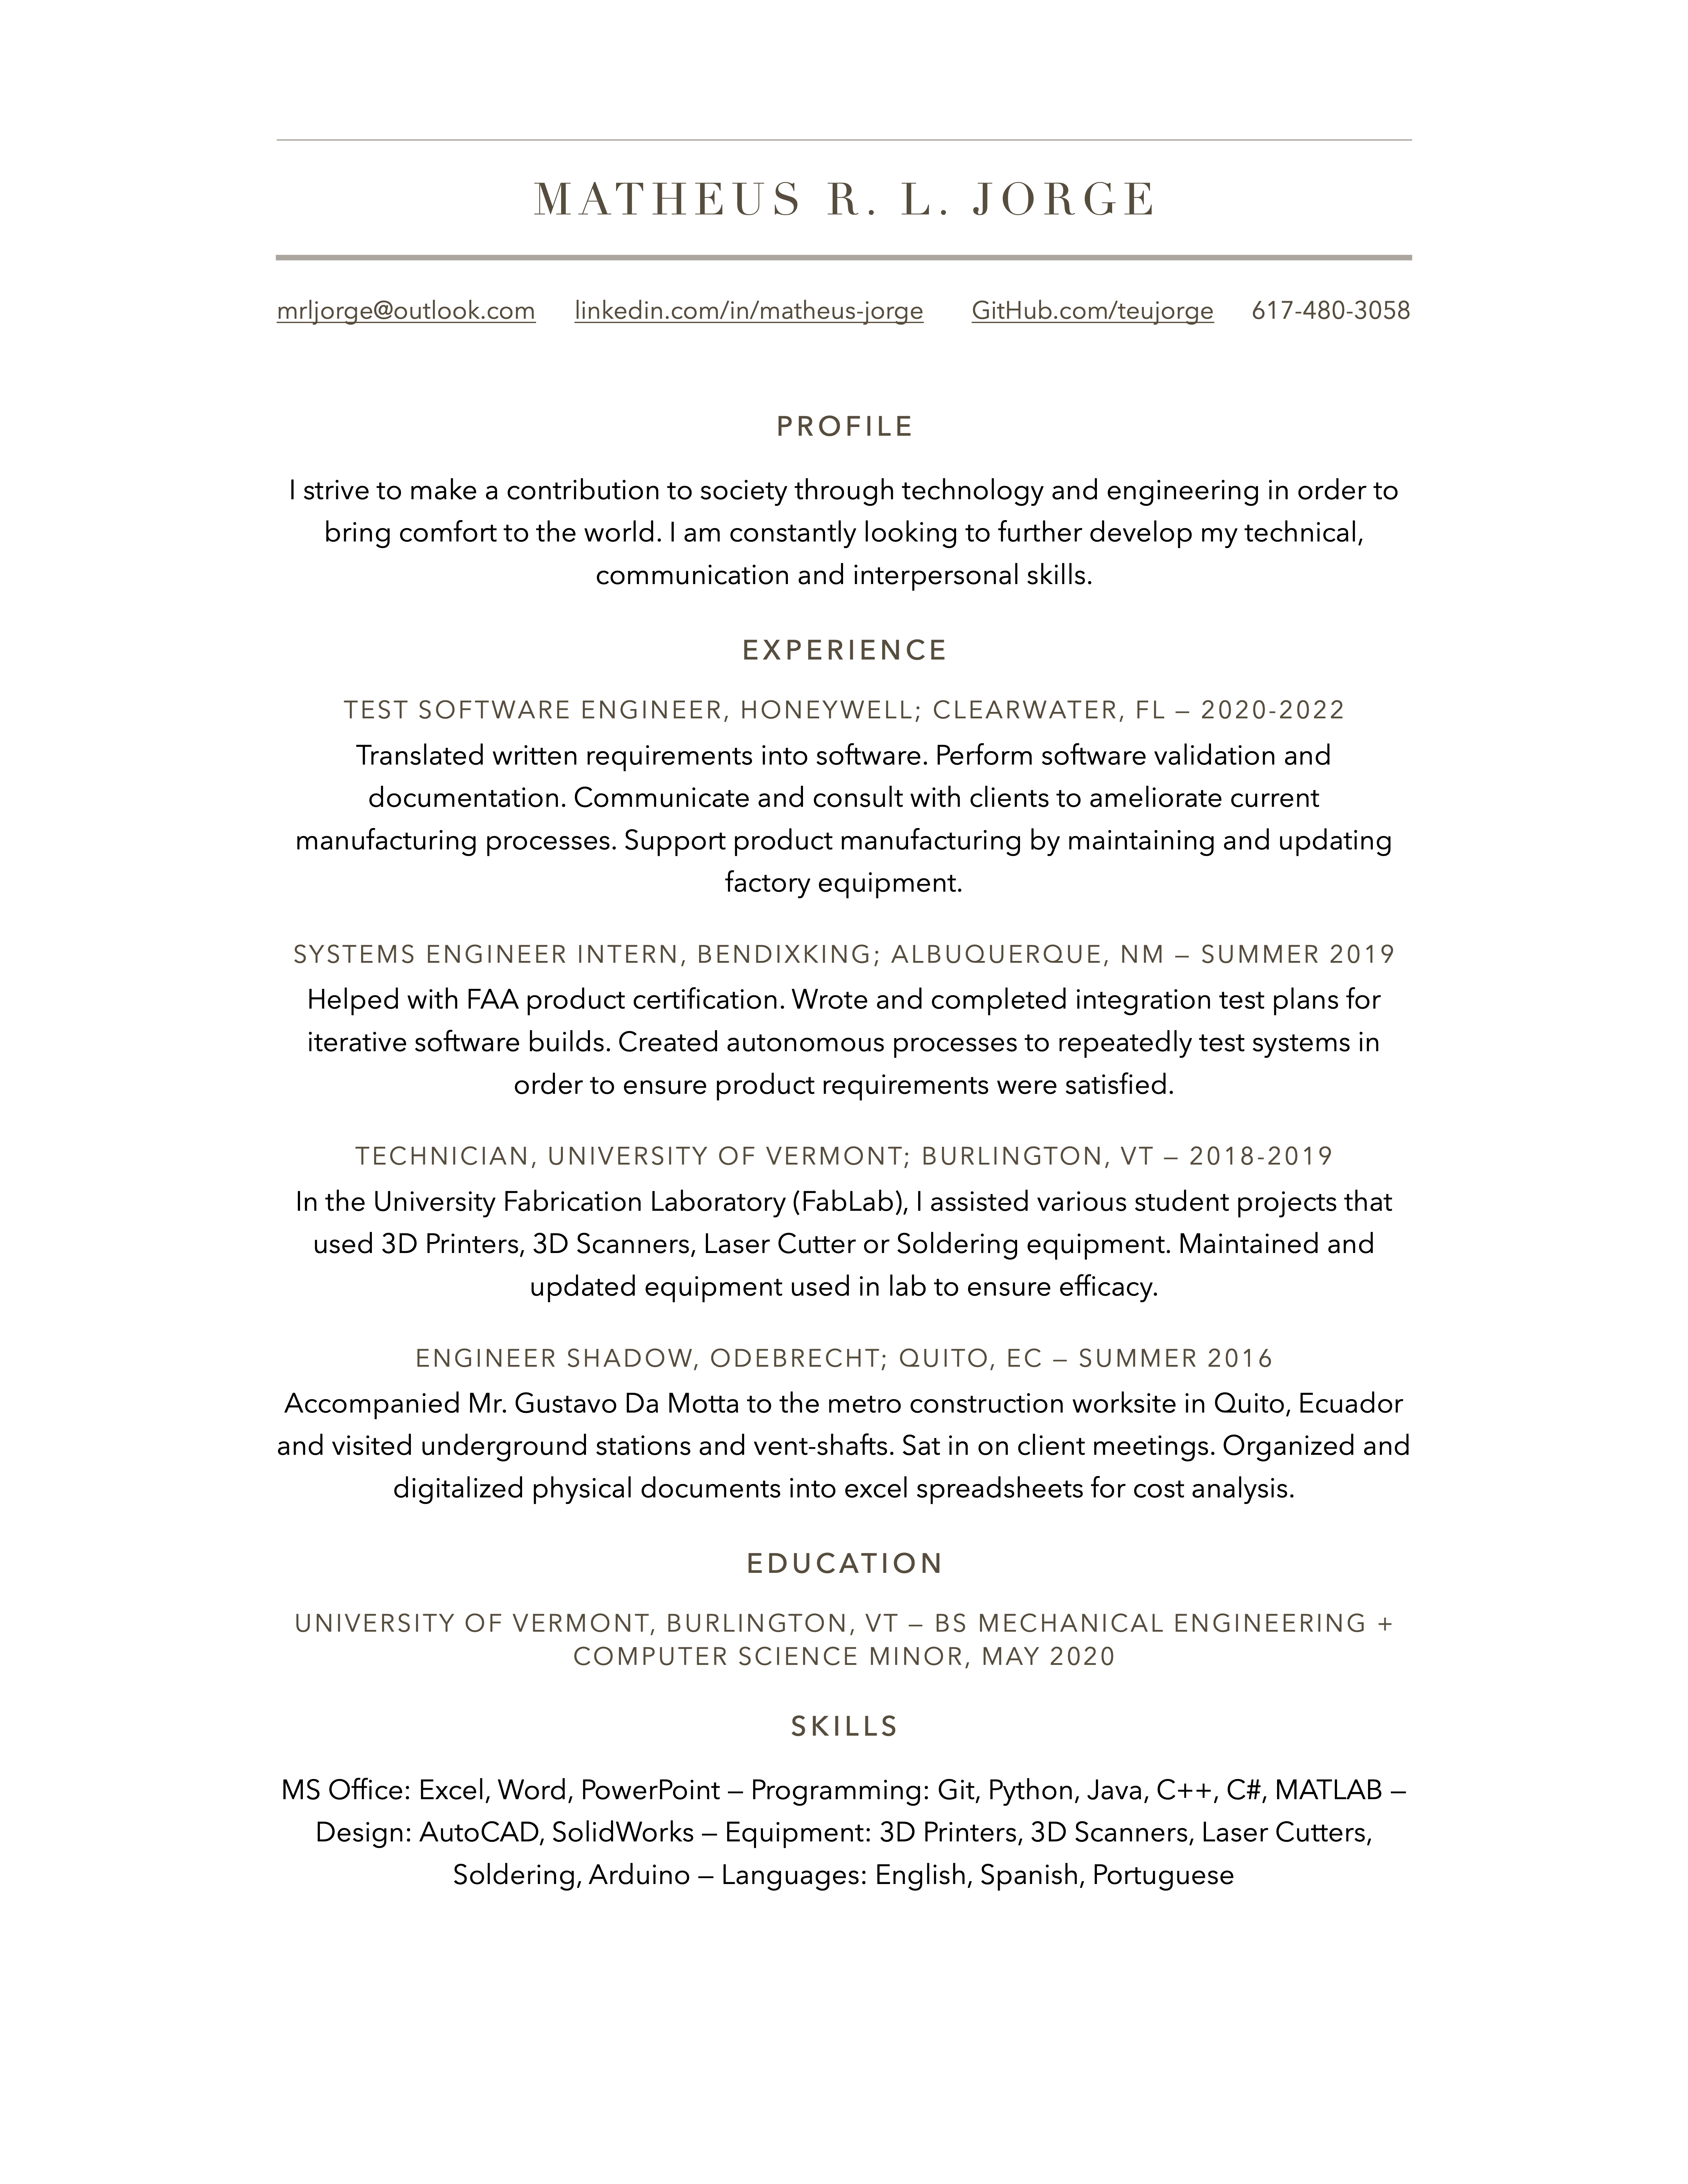 MATHEUS R. L. JORGE
mrljorge@outlook.com linkedin.com/in/matheus-jorge GitHub.com/teujorge 617-480-3058
PROFILE
I strive to make a contribution to society through technology and engineering in order to
bring comfort to the world. I am constantly looking to further develop my technical,
communication and interpersonal skills.
EXPERIENCE
TEST SOFTWARE ENGINEER, HONEYWELL; CLEARWATER, FL – 2020-2022
Translated written requirements into software. Perform software validation and
documentation. Communicate and consult with clients to ameliorate current
manufacturing processes. Support product manufacturing by maintaining and updating
factory equipment.
SYSTEMS ENGINEER INTERN, BENDIXKING; ALBUQUERQUE, NM – SUMMER 2019
Helped with FAA product certification. Wrote and completed integration test plans for
iterative software builds. Created autonomous processes to repeatedly test systems in
order to ensure product requirements were satisfied.
TECHNICIAN, UNIVERSITY OF VERMONT; BURLINGTON, VT – 2018-2019
In the University Fabrication Laboratory (FabLab), I assisted various student projects that
used 3D Printers, 3D Scanners, Laser Cutter or Soldering equipment. Maintained and
updated equipment used in lab to ensure efficacy.
ENGINEER SHADOW, ODEBRECHT; QUITO, EC – SUMMER 2016
Accompanied Mr. Gustavo Da Motta to the metro construction worksite in Quito, Ecuador
and visited underground stations and vent-shafts. Sat in on client meetings. Organized and
digitalized physical documents into excel spreadsheets for cost analysis.
EDUCATION
UNIVERSITY OF VERMONT, BURLINGTON, VT – BS MECHANICAL ENGINEERING +
COMPUTER SCIENCE MINOR, MAY 2020
SKILLS
MS Office: Excel, Word, PowerPoint – Programming: Git, Python, Java, C++, C#, MATLAB –
Design: AutoCAD, SolidWorks – Equipment: 3D Printers, 3D Scanners, Laser Cutters,
Soldering, Arduino – Languages: English, Spanish, Portuguese